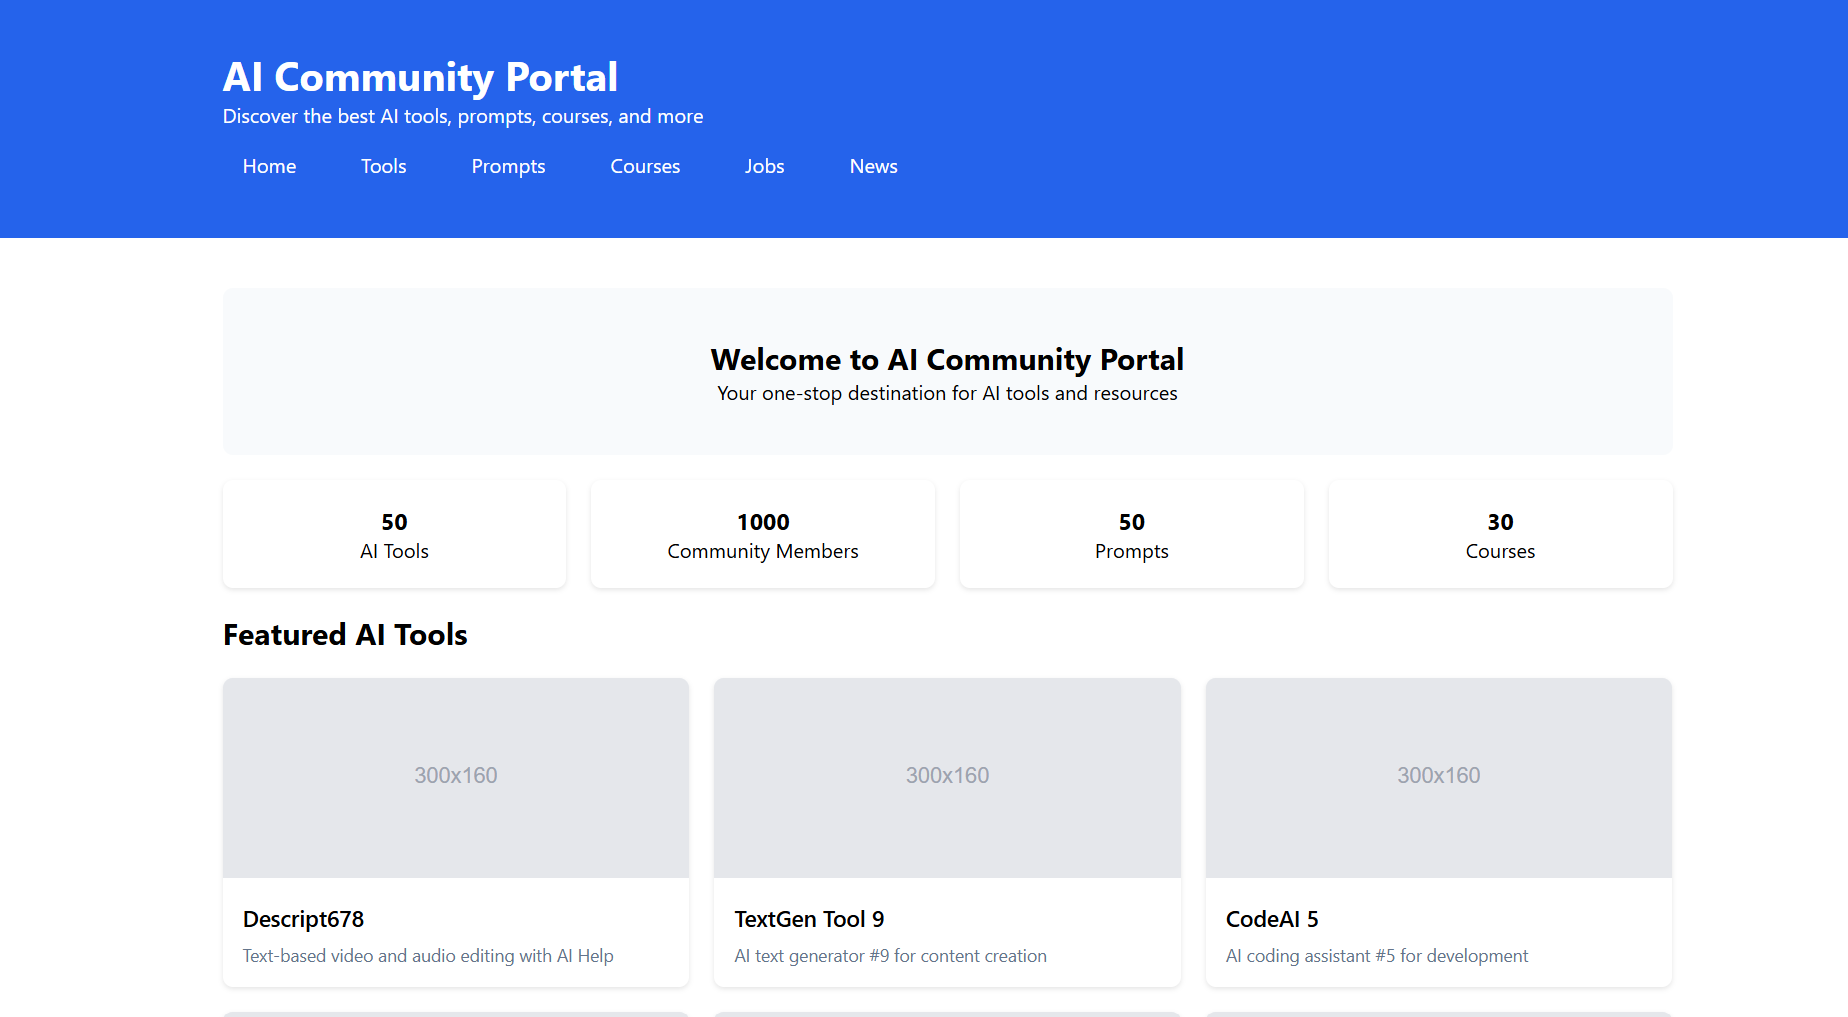 AI Community Portal
Discover the best AI tools, prompts, courses, and more
Home Tools Prompts Courses Jobs News
Welcome to AI Community Portal
Your one-stop destination for AI tools and resources
50
AI Tools
1000
Community Members
50
Prompts
30
Courses
Featured AI Tools
300x160
Descript678
Text-based video and audio editing with AI Help
300x160
TextGen Tool 9
AI text generator #9 for content creation
300x160
CodeAI 5
AI coding assistant #5 for development